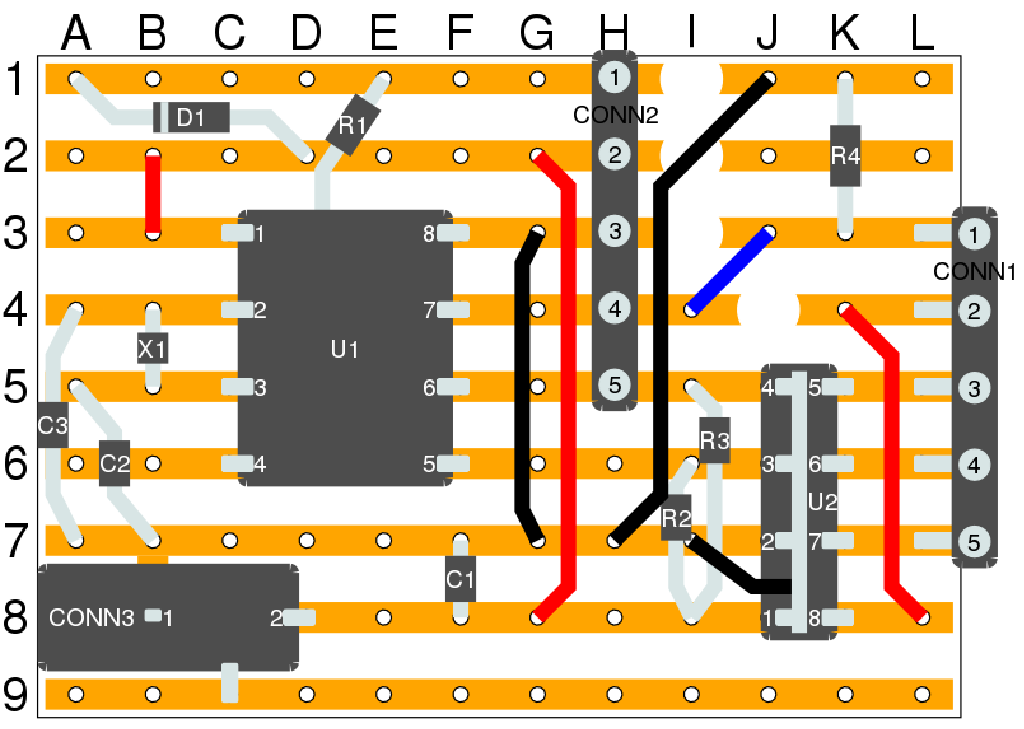 A B C D E F G H I J K L
1 1
D1 R1 CONN2
2 2 R4
3 1 8 3 1
CONN1
4 2 7 4 2
X1 U1
5 3 6 5 4 5 3
C3 R3
6 C2 4 5 3 6 4
R2 U2
7 2 7 5
C1
8 CONN3 1 2 1 8
9